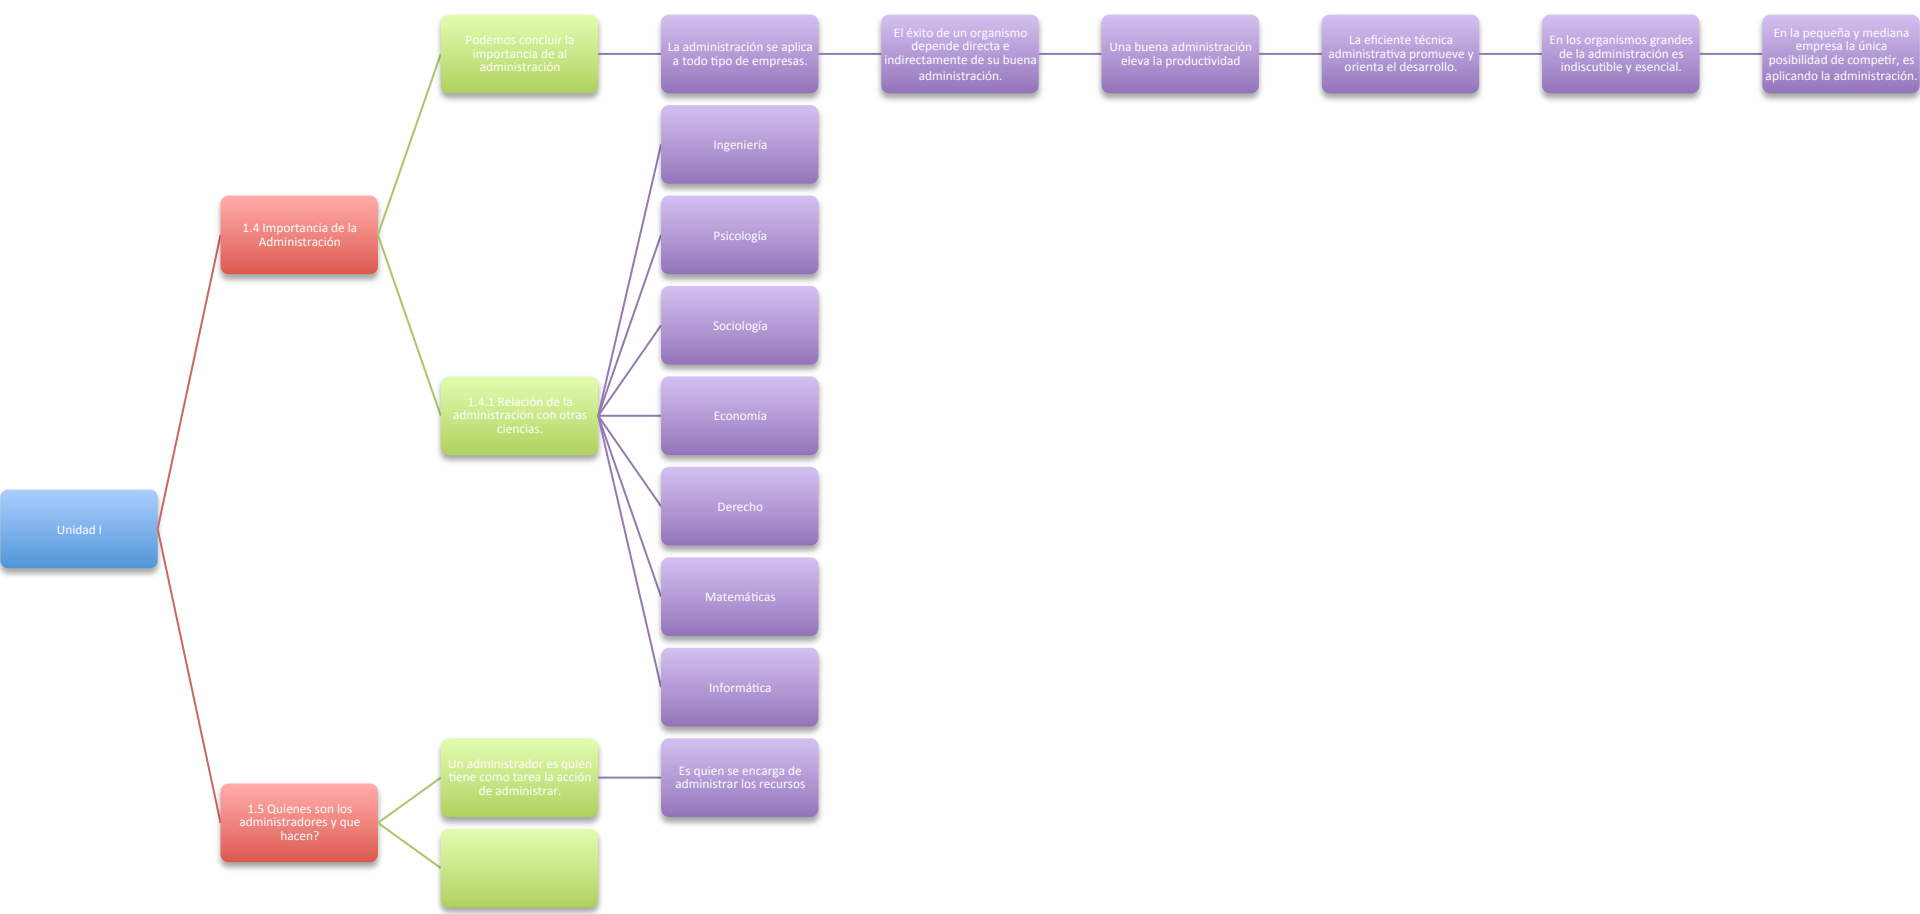 Podemos concluir la
importancia de al
administración
La administración se aplica
a todo tipo de empresas.
El éxito de un organismo
depende directa e
indirectamente de su buena
administración.
Una buena administración
eleva la productividad
La eficiente técnica
administrativa promueve y
orienta el desarrollo.
En los organismos grandes
de la administración es
indiscutible y esencial.
En la pequeña y mediana
empresa la única
posibilidad de competir, es
aplicando la administración.
Ingeniería
1.4 Importancia de la
Administración
Psicología
Sociología
1.4.1 Relación de la
administración con otras
ciencias.
Economía
Derecho
Unidad I
Matemáticas
Informática
1.5 Quienes son los
administradores y que
hacen?
Un administrador es quien
tiene como tarea la acción
de administrar.
Es quien se encarga de
administrar los recursos